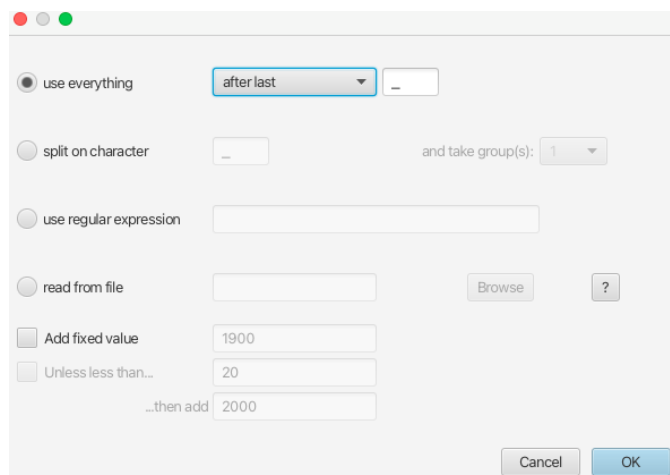 use everything after last _
split on character _ and take group(s): 1
use regular expression
read from file Browse ?
Add fixed value 1900
Unless less than... 20
...then add 2000
Cancel OK